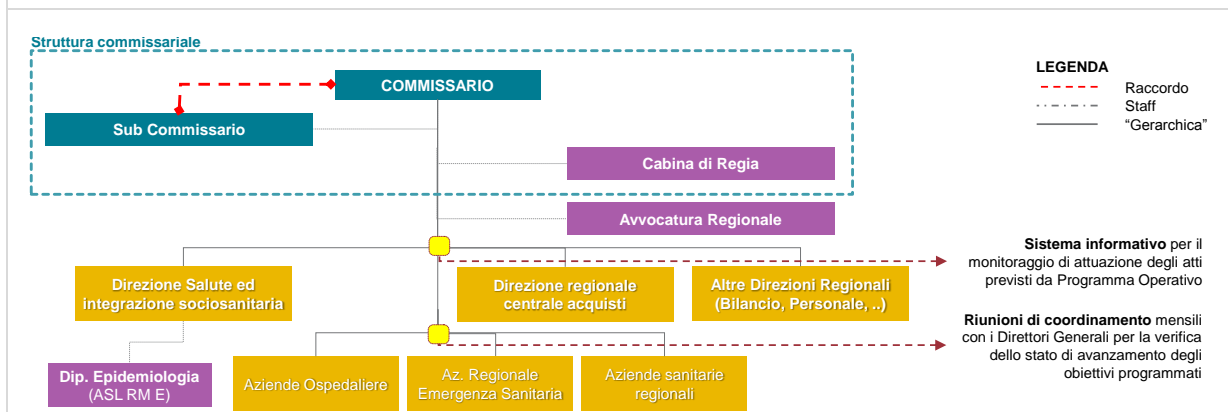 Struttura commissariale
COMMISSARIO
Sub Commissario
Cabina di Regia
Avvocatura Regionale
LEGENDA
Raccordo
Staff
“Gerarchica”
Direzione Salute ed
integrazione sociosanitaria
Direzione regionale
centrale acquisti
Altre Direzioni Regionali
(Bilancio, Personale, ..)
Sistema informativo per il
monitoraggio di attuazione degli atti
previsti da Programma Operativo
Dip. Epidemiologia
(ASL RM E)
Aziende Ospedaliere
Az. Regionale
Emergenza Sanitaria
Aziende sanitarie
regionali
Riunioni di coordinamento mensili
con i Direttori Generali per la verifica
dello stato di avanzamento degli
obiettivi programmati